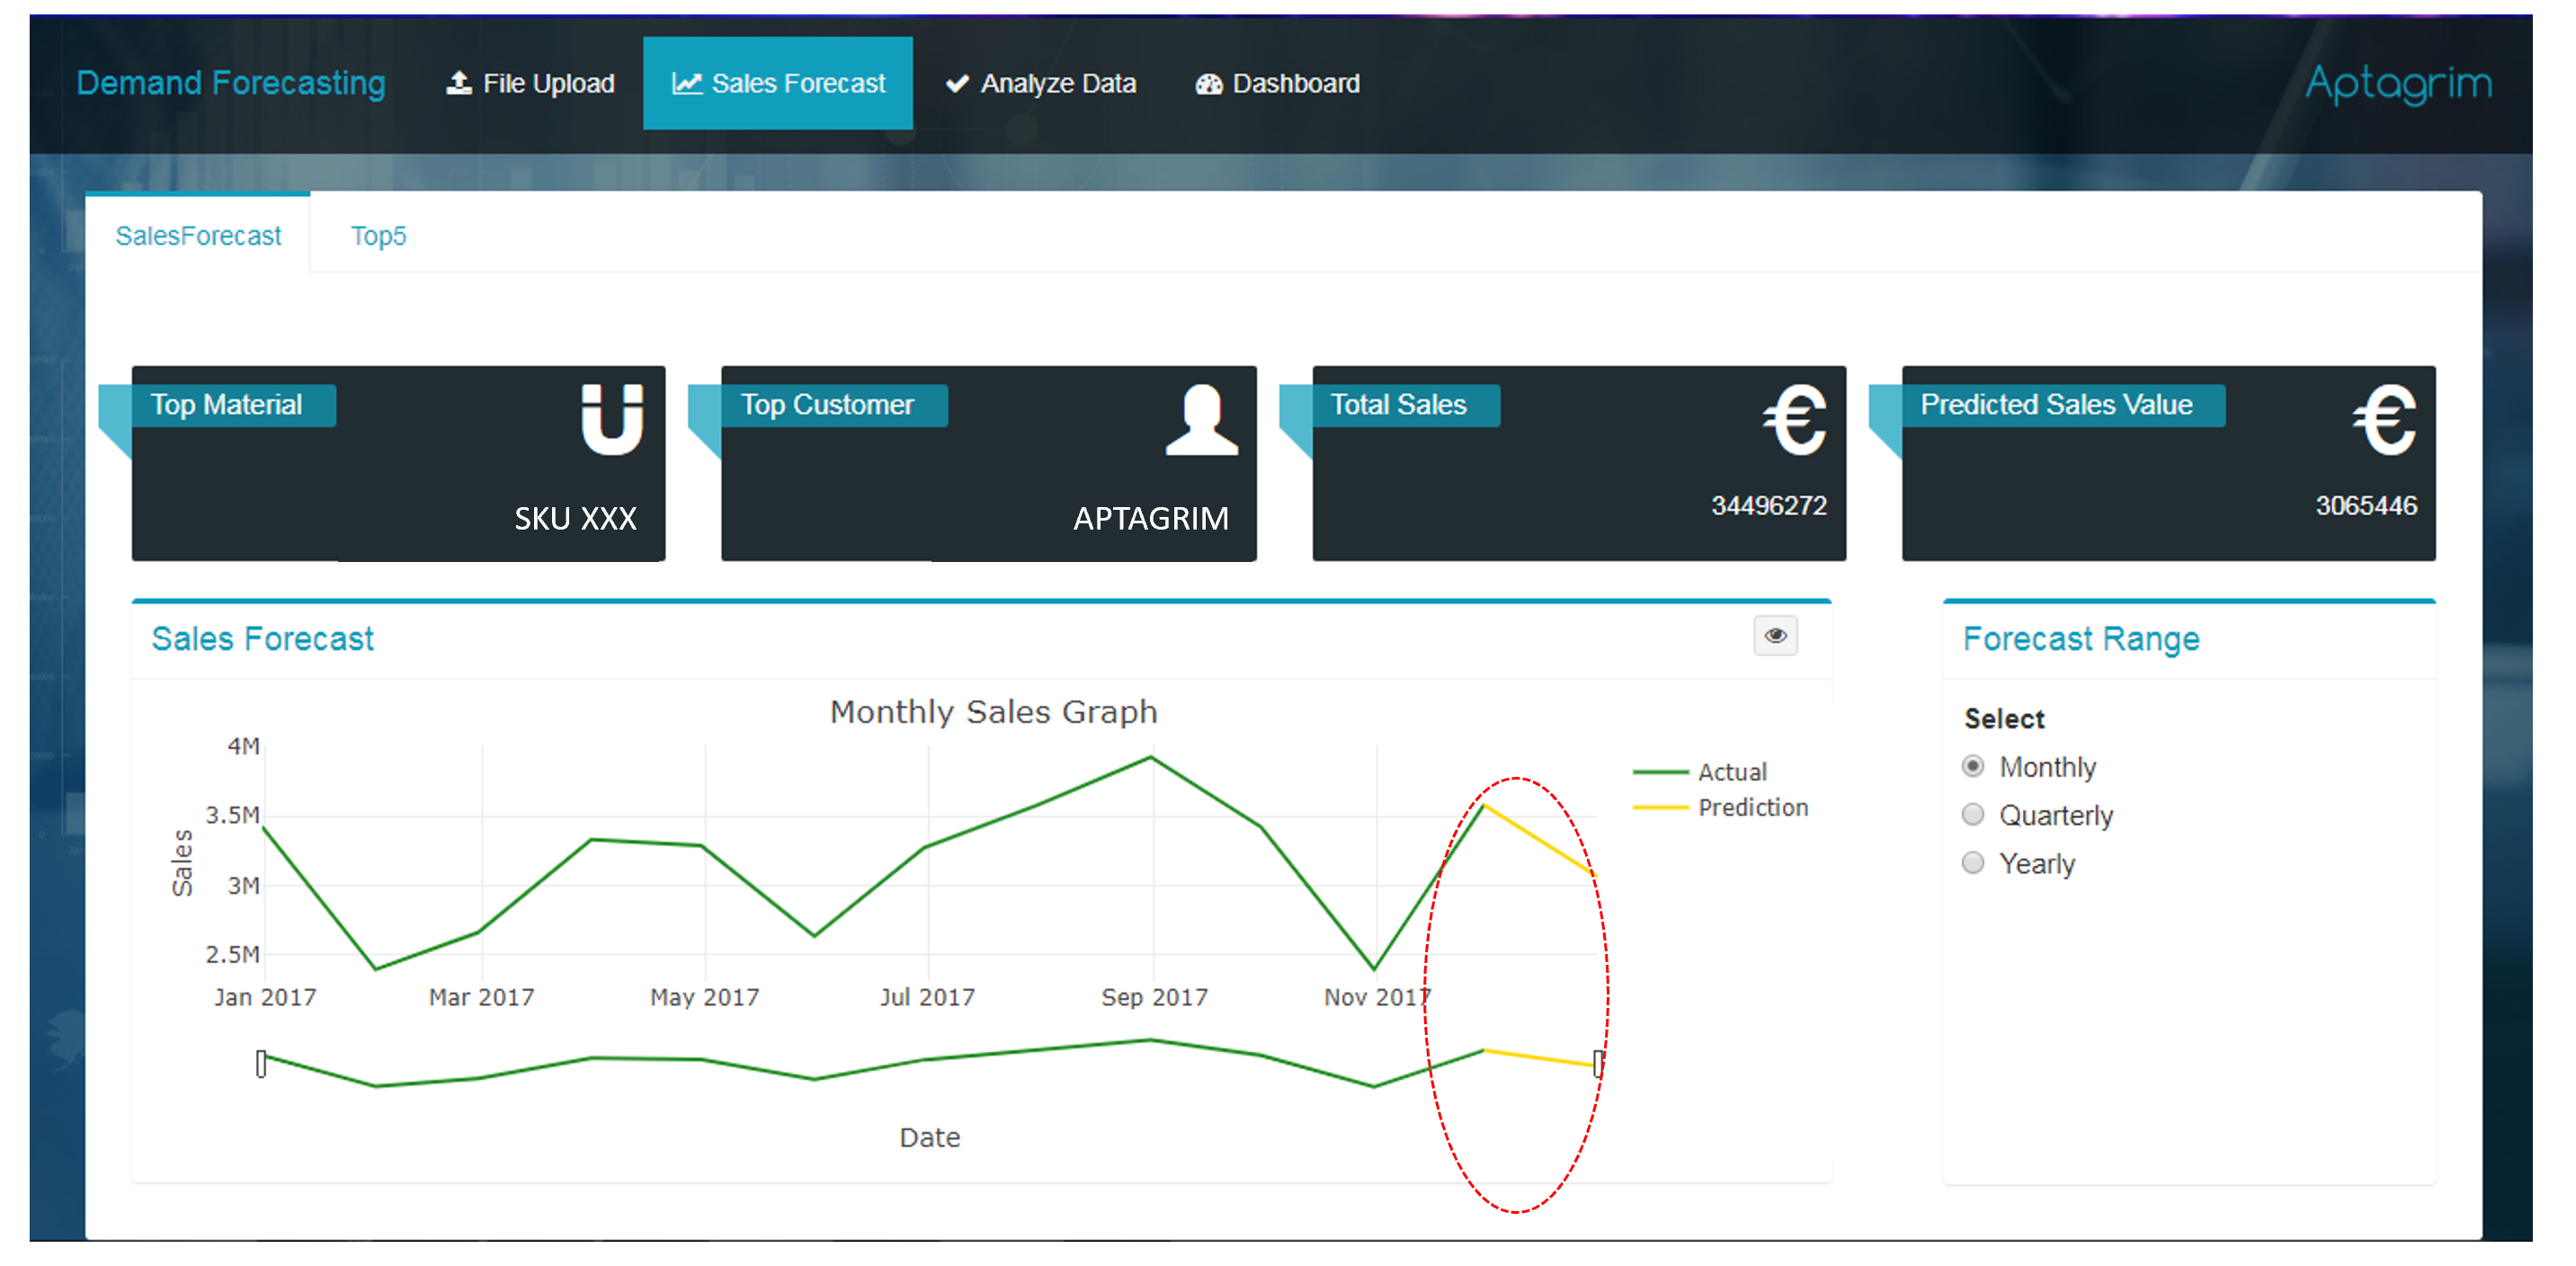 Demand Forecasting File Upload Sales Forecast Analyze Data Dashboard Aptagrim
SalesForecast Top5
Top Material Top Customer Total Sales € Predicted Sales Value €
SKU XXX APTAGRIM 34496272 3065446
Sales Forecast Forecast Range
Monthly Sales Graph
Select
Monthly
Quarterly
Yearly
4M
3.5M
3M
2.5M
Sales
Actual
Prediction
Jan 2017 Mar 2017 May 2017 Jul 2017 Sep 2017 Nov 2017
Date